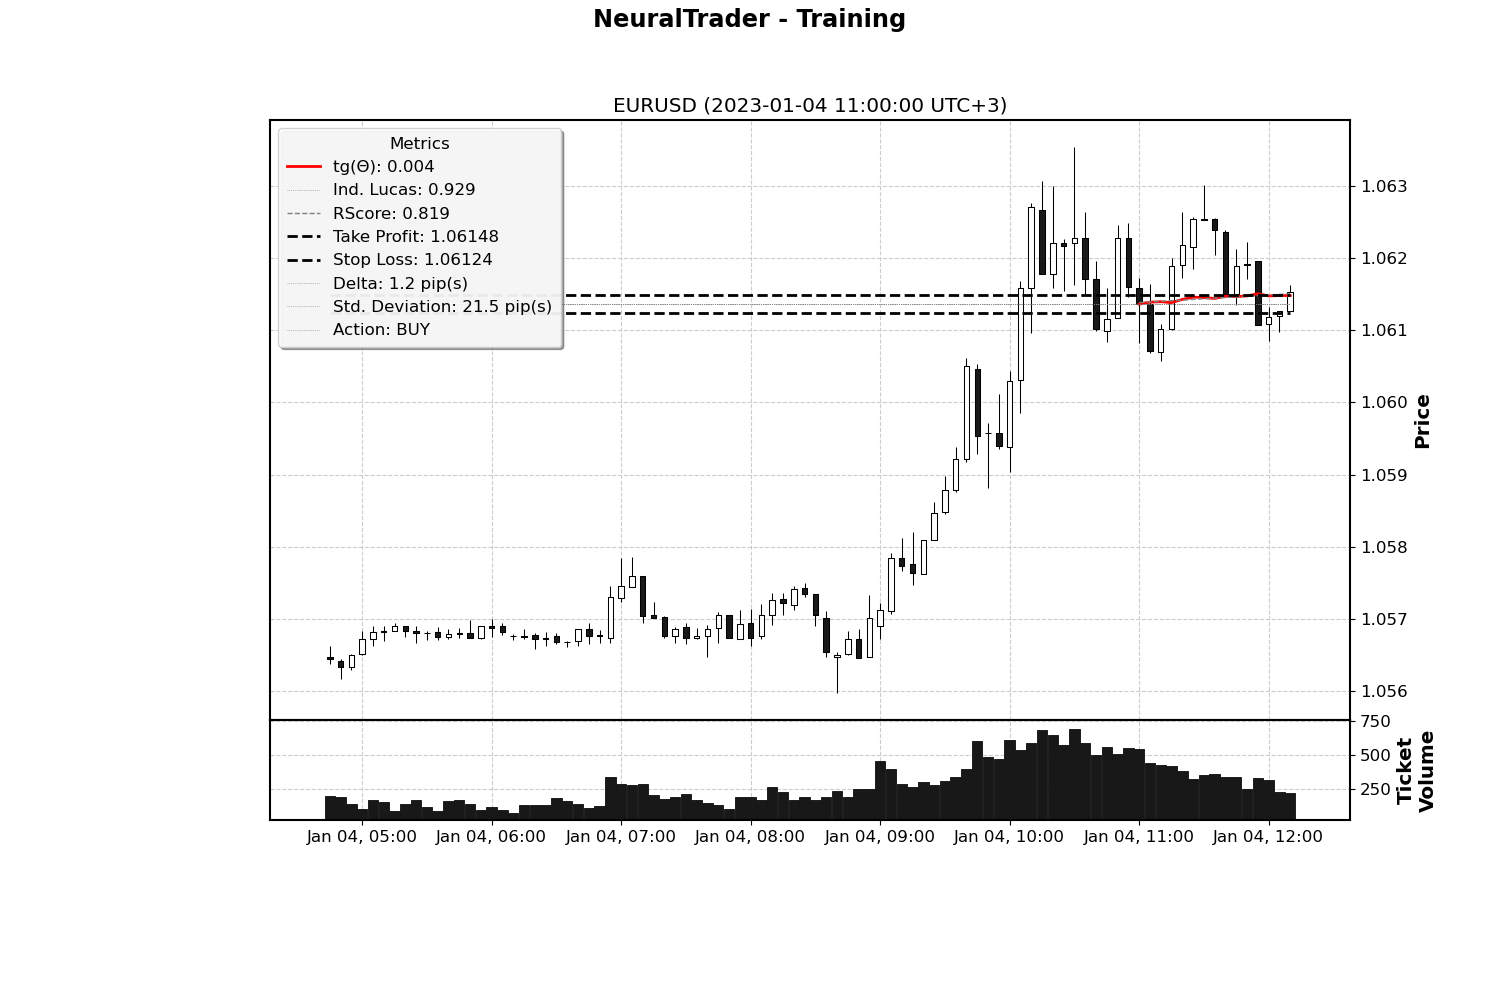 NeuralTrader - Training
EURUSD (2023-01-04 11:00:00 UTC+3)
Metrics
tg(Θ): 0.004
Ind. Lucas: 0.929
RScore: 0.819
Take Profit: 1.06148
Stop Loss: 1.06124
Delta: 1.2 pip(s)
Std. Deviation: 21.5 pip(s)
Action: BUY
1.063
1.062
1.061
1.060
1.059
1.058
1.057
1.056
Price
750
500
250
Ticket
Volume
Jan 04, 05:00 Jan 04, 06:00 Jan 04, 07:00 Jan 04, 08:00 Jan 04, 09:00 Jan 04, 10:00 Jan 04, 11:00 Jan 04, 12:00